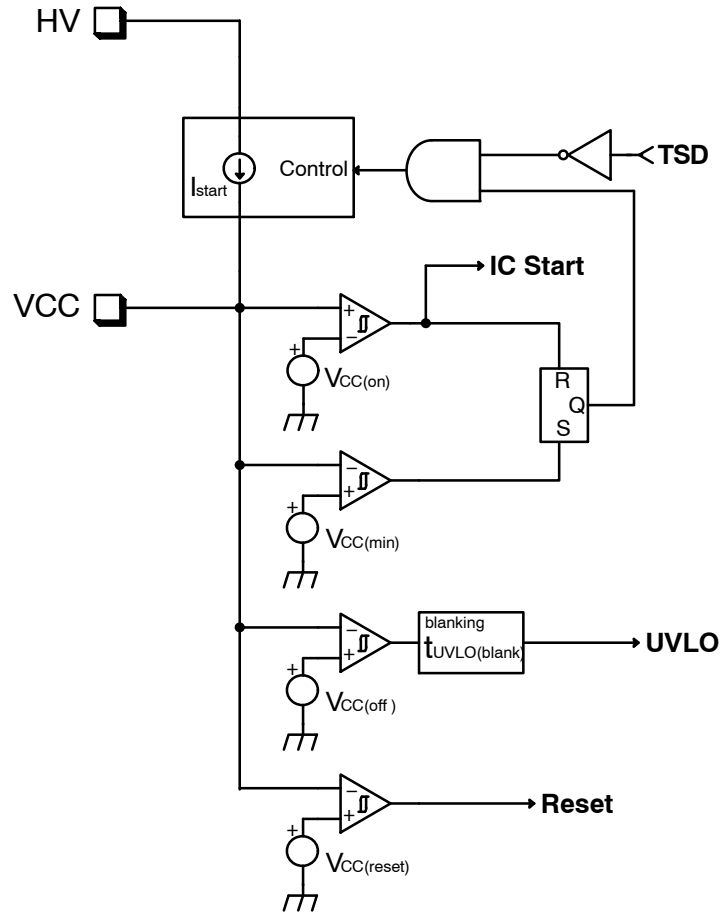 HV
TSD
Control
Istart
IC Start
VCC
+
−
+
VCC(on)
R
Q
S
−
+
+
VCC(min)
blanking
−
tUVLO(blank)
UVLO
+
+
VCC(off )
−
Reset
+
+
VCC(reset)